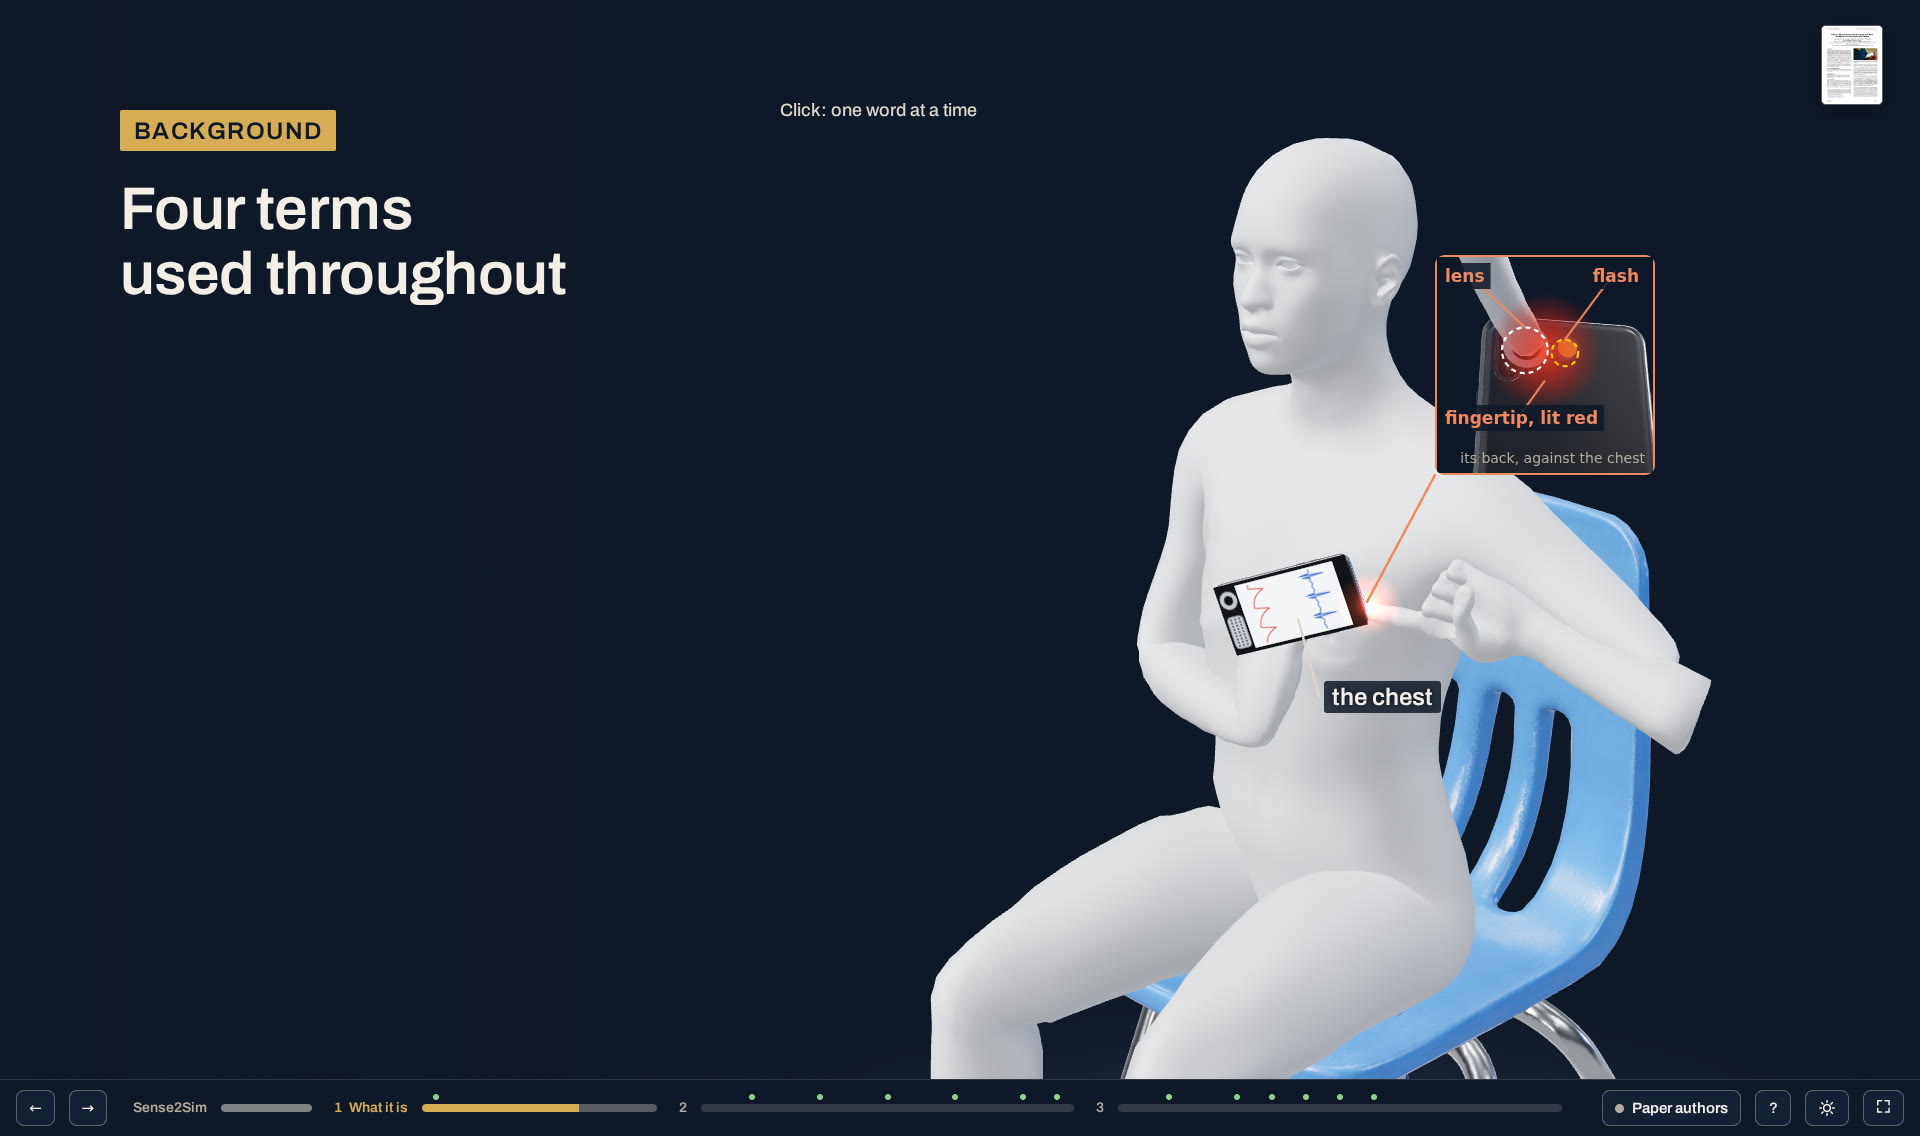 BACKGROUND
Click: one word at a time
Four terms
used throughout
lens
flash
fingertip, lit red
its back, against the chest
the chest
← → Sense2Sim 1 What it is 2 3 Paper authors ?